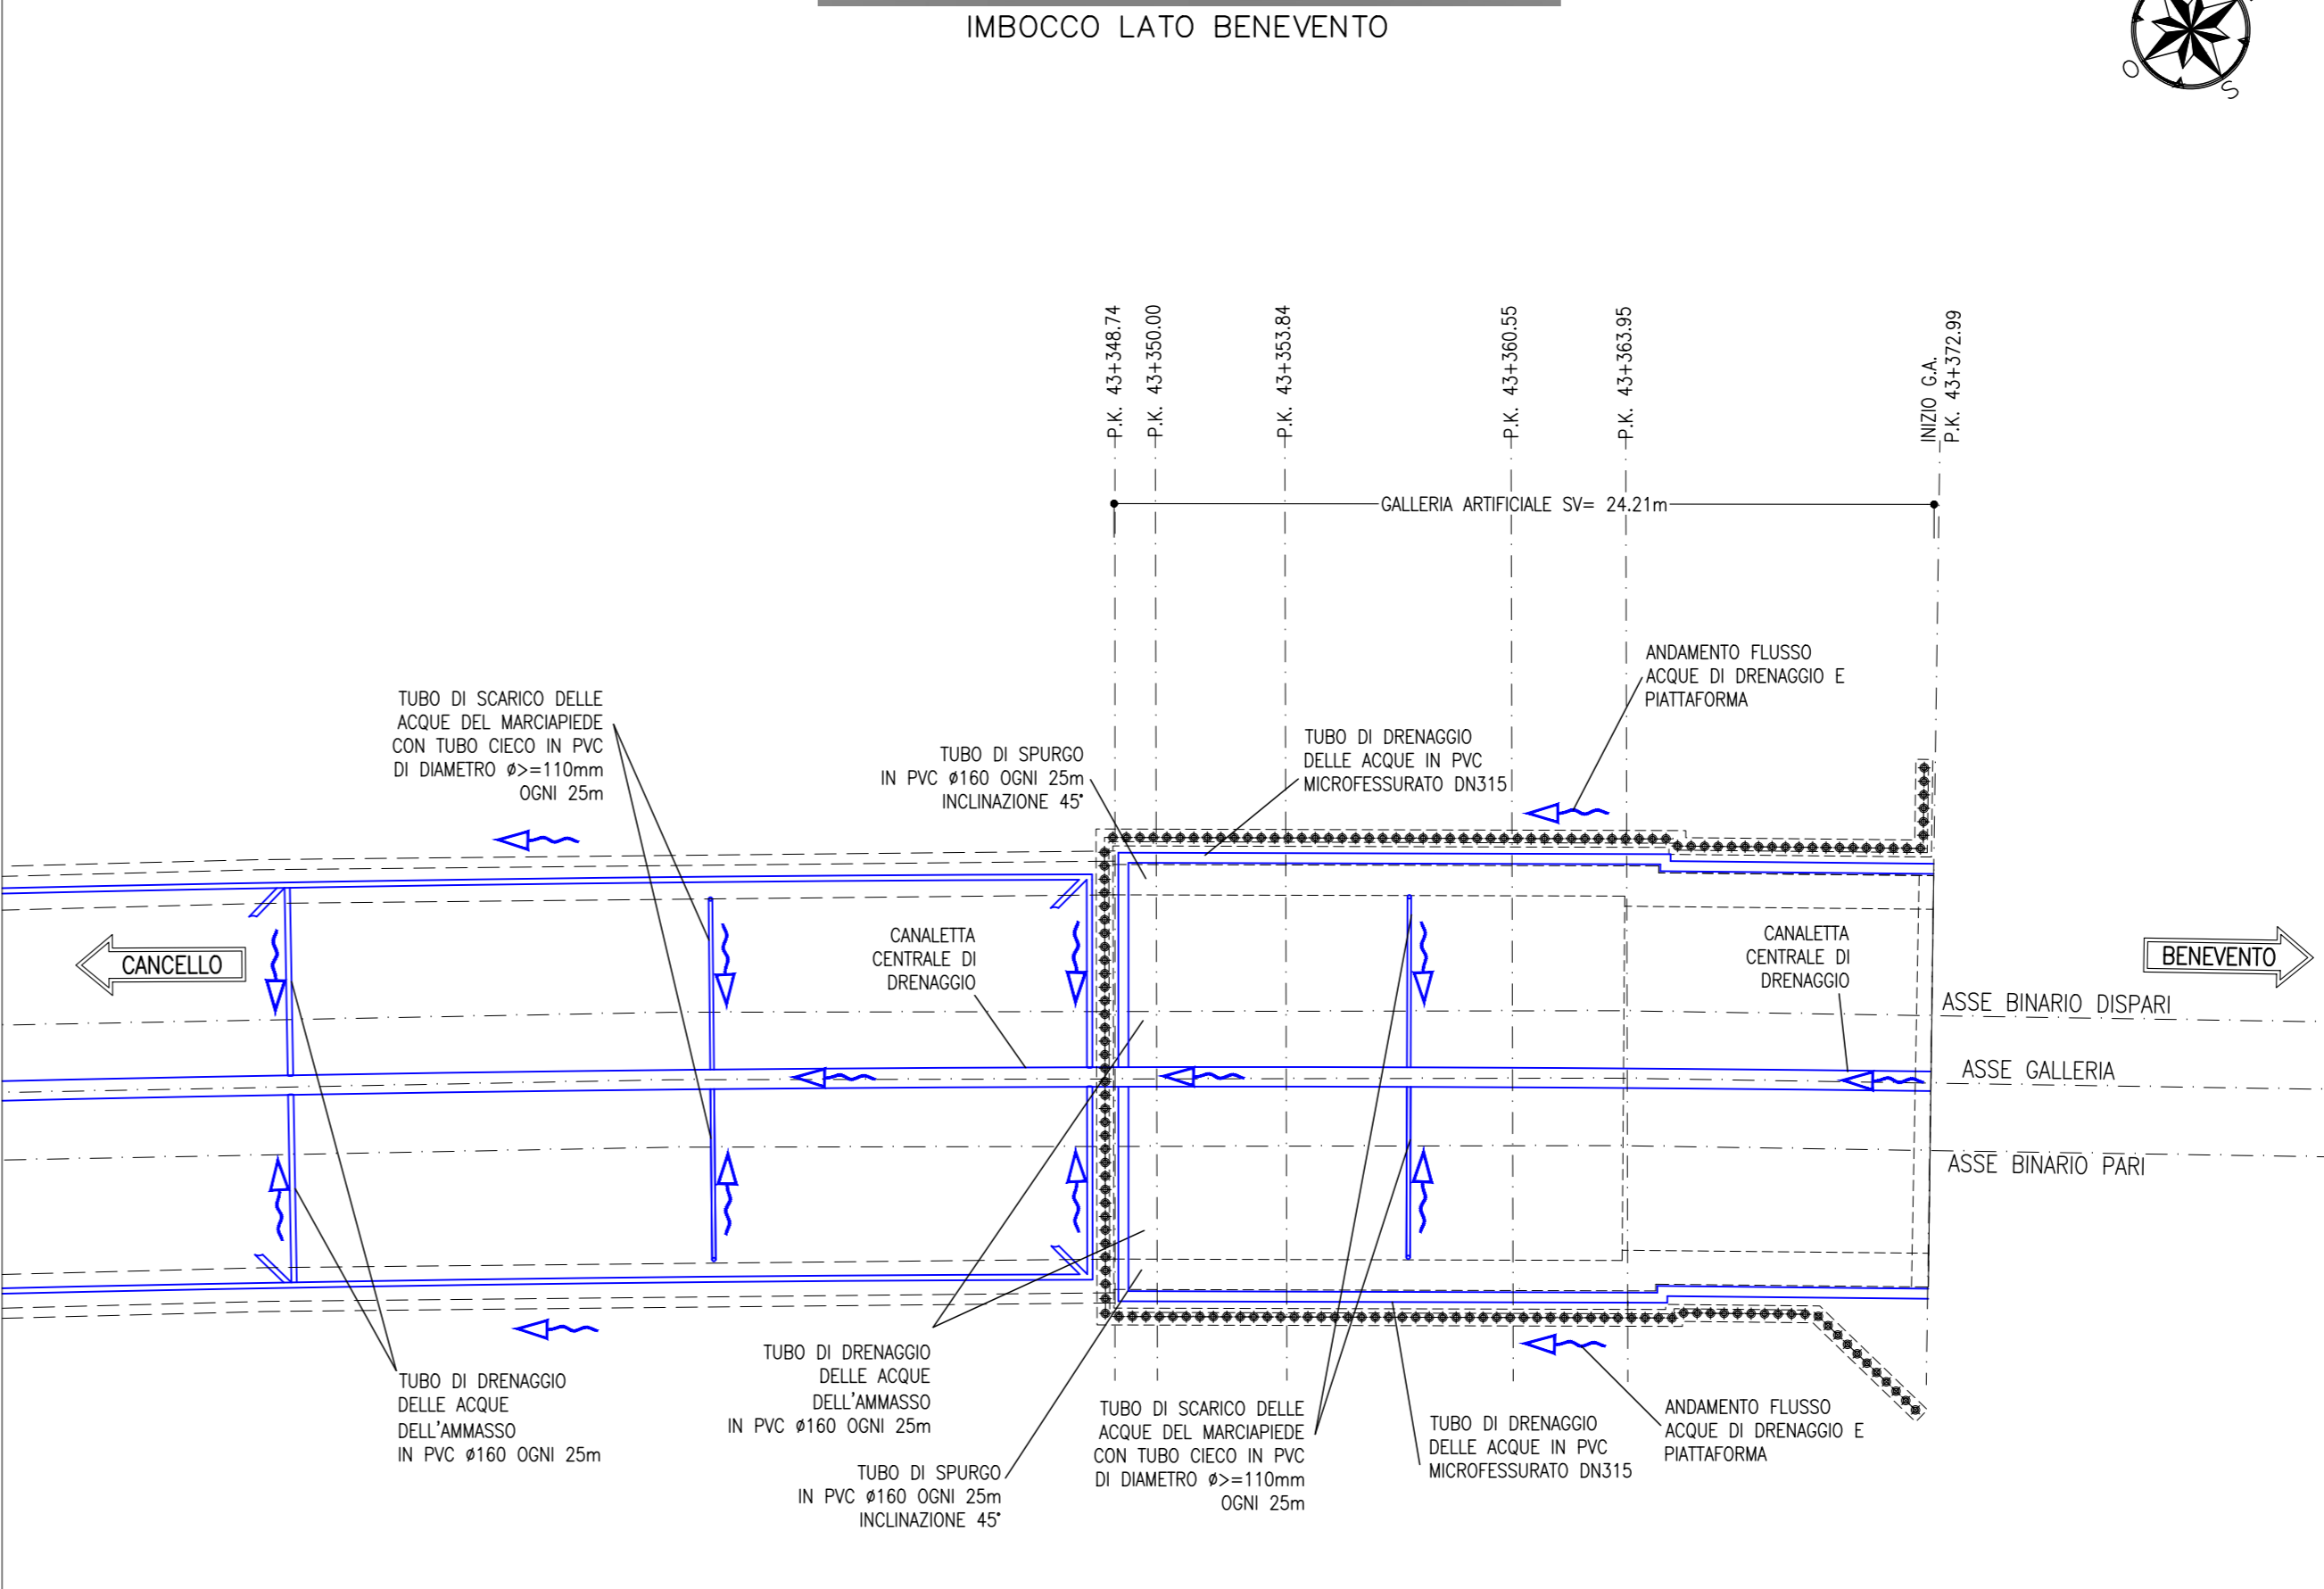 IMBOCCO LATO BENEVENTO
O
S
P.K. 43+348.74
P.K. 43+350.00
P.K. 43+353.84
P.K. 43+360.55
P.K. 43+363.95
INIZIO G.A.
P.K. 43+372.99
GALLERIA ARTIFICIALE SV= 24.21m
ANDAMENTO FLUSSO
ACQUE DI DRENAGGIO E
PIATTAFORMA
TUBO DI SCARICO DELLE
ACQUE DEL MARCIAPIEDE
CON TUBO CIECO IN PVC
DI DIAMETRO ø>=110mm
OGNI 25m
TUBO DI SPURGO
IN PVC ø160 OGNI 25m
INCLINAZIONE 45°
TUBO DI DRENAGGIO
DELLE ACQUE IN PVC
MICROFESSURATO DN315
CANCELLO
CANALETTA
CENTRALE DI
DRENAGGIO
CANALETTA
CENTRALE DI
DRENAGGIO
BENEVENTO
ASSE BINARIO DISPARI
ASSE GALLERIA
ASSE BINARIO PARI
TUBO DI DRENAGGIO
DELLE ACQUE
DELL'AMMASSO
IN PVC ø160 OGNI 25m
TUBO DI DRENAGGIO
DELLE ACQUE
DELL'AMMASSO
IN PVC ø160 OGNI 25m
TUBO DI SPURGO
IN PVC ø160 OGNI 25m
INCLINAZIONE 45°
TUBO DI SCARICO DELLE
ACQUE DEL MARCIAPIEDE
CON TUBO CIECO IN PVC
DI DIAMETRO ø>=110mm
OGNI 25m
TUBO DI DRENAGGIO
DELLE ACQUE IN PVC
MICROFESSURATO DN315
ANDAMENTO FLUSSO
ACQUE DI DRENAGGIO E
PIATTAFORMA